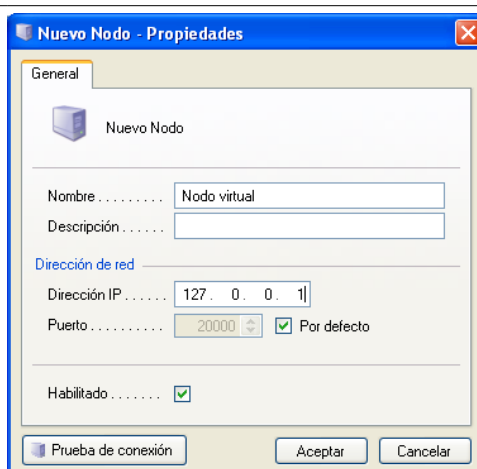 Nuevo Nodo - Propiedades
General
Nuevo Nodo
Nombre . . . . . . . . . Nodo virtual
Descripción . . . . . .
Dirección de red
Dirección IP . . . . . . 127 . 0 . 0 . 1
Puerto . . . . . . . . . . 20000 Por defecto
Habilitado . . . . . . .
Prueba de conexión Aceptar Cancelar